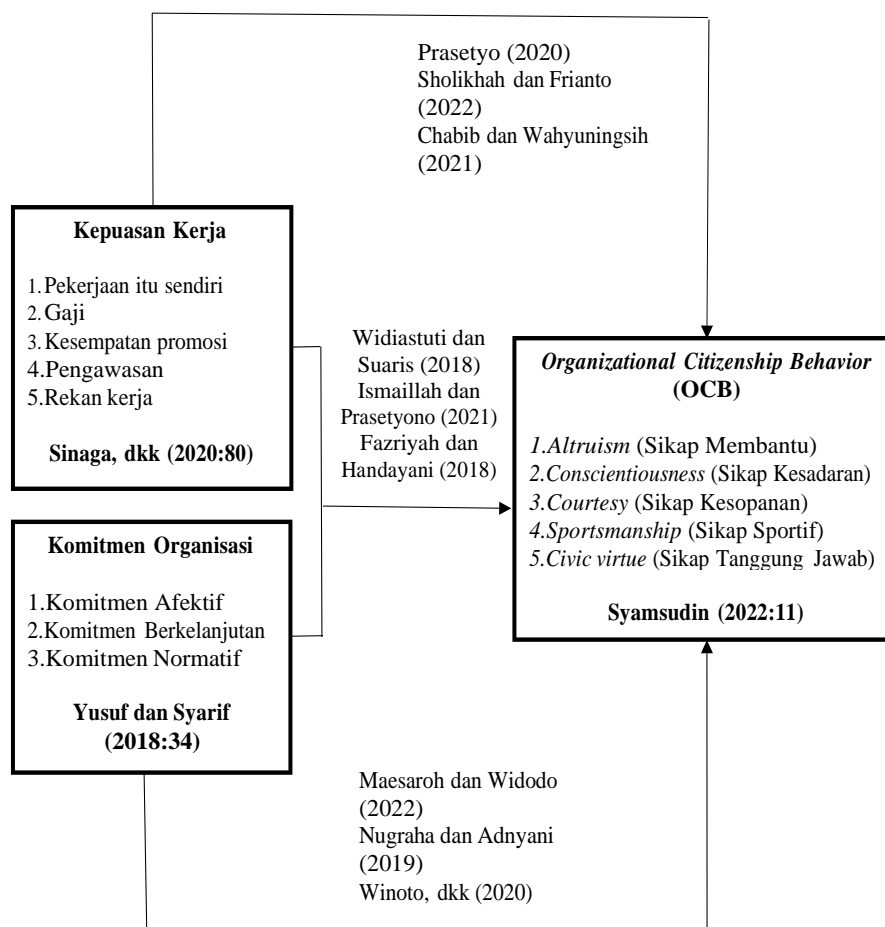 Prasetyo (2020)
Sholikhah dan Frianto
(2022)
Chabib dan Wahyuningsih
(2021)
Kepuasan Kerja
1.Pekerjaan itu sendiri
2.Gaji
3.Kesempatan promosi
4.Pengawasan
5.Rekan kerja
Sinaga, dkk (2020:80)
Widiastuti dan
Suaris (2018)
Ismaillah dan
Prasetyono (2021)
Fazriyah dan
Handayani (2018)
Organizational Citizenship Behavior
(OCB)
1.Altruism (Sikap Membantu)
2.Conscientiousness (Sikap Kesadaran)
3.Courtesy (Sikap Kesopanan)
4.Sportsmanship (Sikap Sportif)
5.Civic virtue (Sikap Tanggung Jawab)
Syamsudin (2022:11)
Komitmen Organisasi
1.Komitmen Afektif
2.Komitmen Berkelanjutan
3.Komitmen Normatif
Yusuf dan Syarif
(2018:34)
Maesaroh dan Widodo
(2022)
Nugraha dan Adnyani
(2019)
Winoto, dkk (2020)